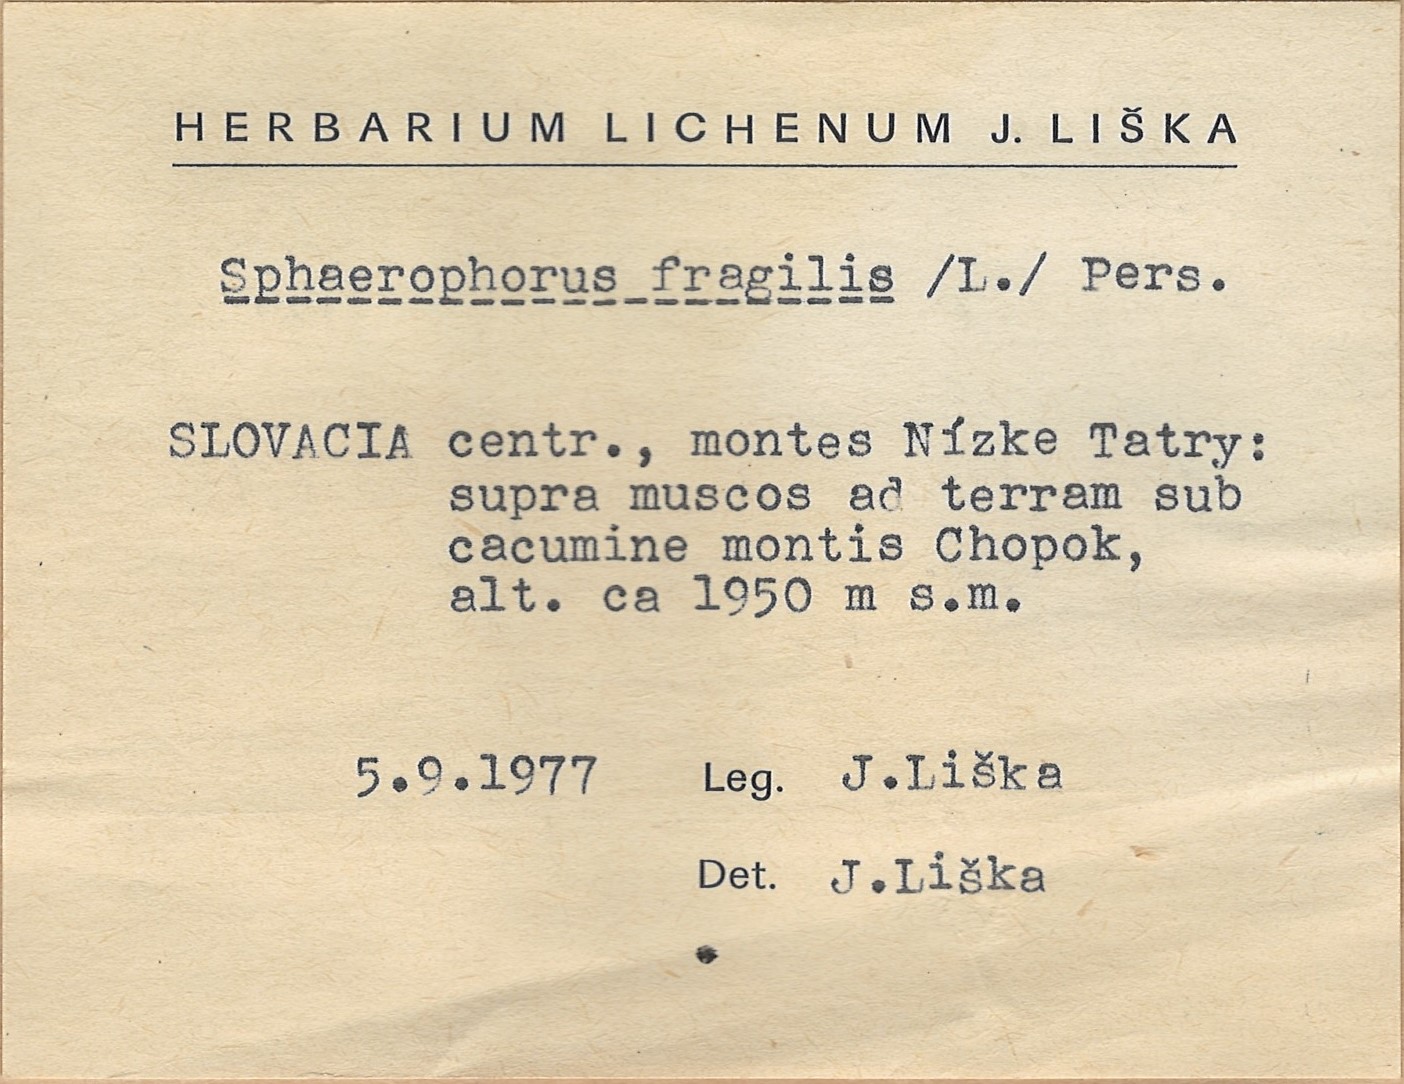 HERBARIUM LICHENUM J. LIŠKA
Sphaerophorus fragilis /L./ Pers.
SLOVACIA centr., montes Nízke Tatry:
supra muscos ad terram sub
cacumine montis Chopok,
alt. ca 1950 m s.m.
5.9.1977 Leg. J.Liška
Det. J.Liška